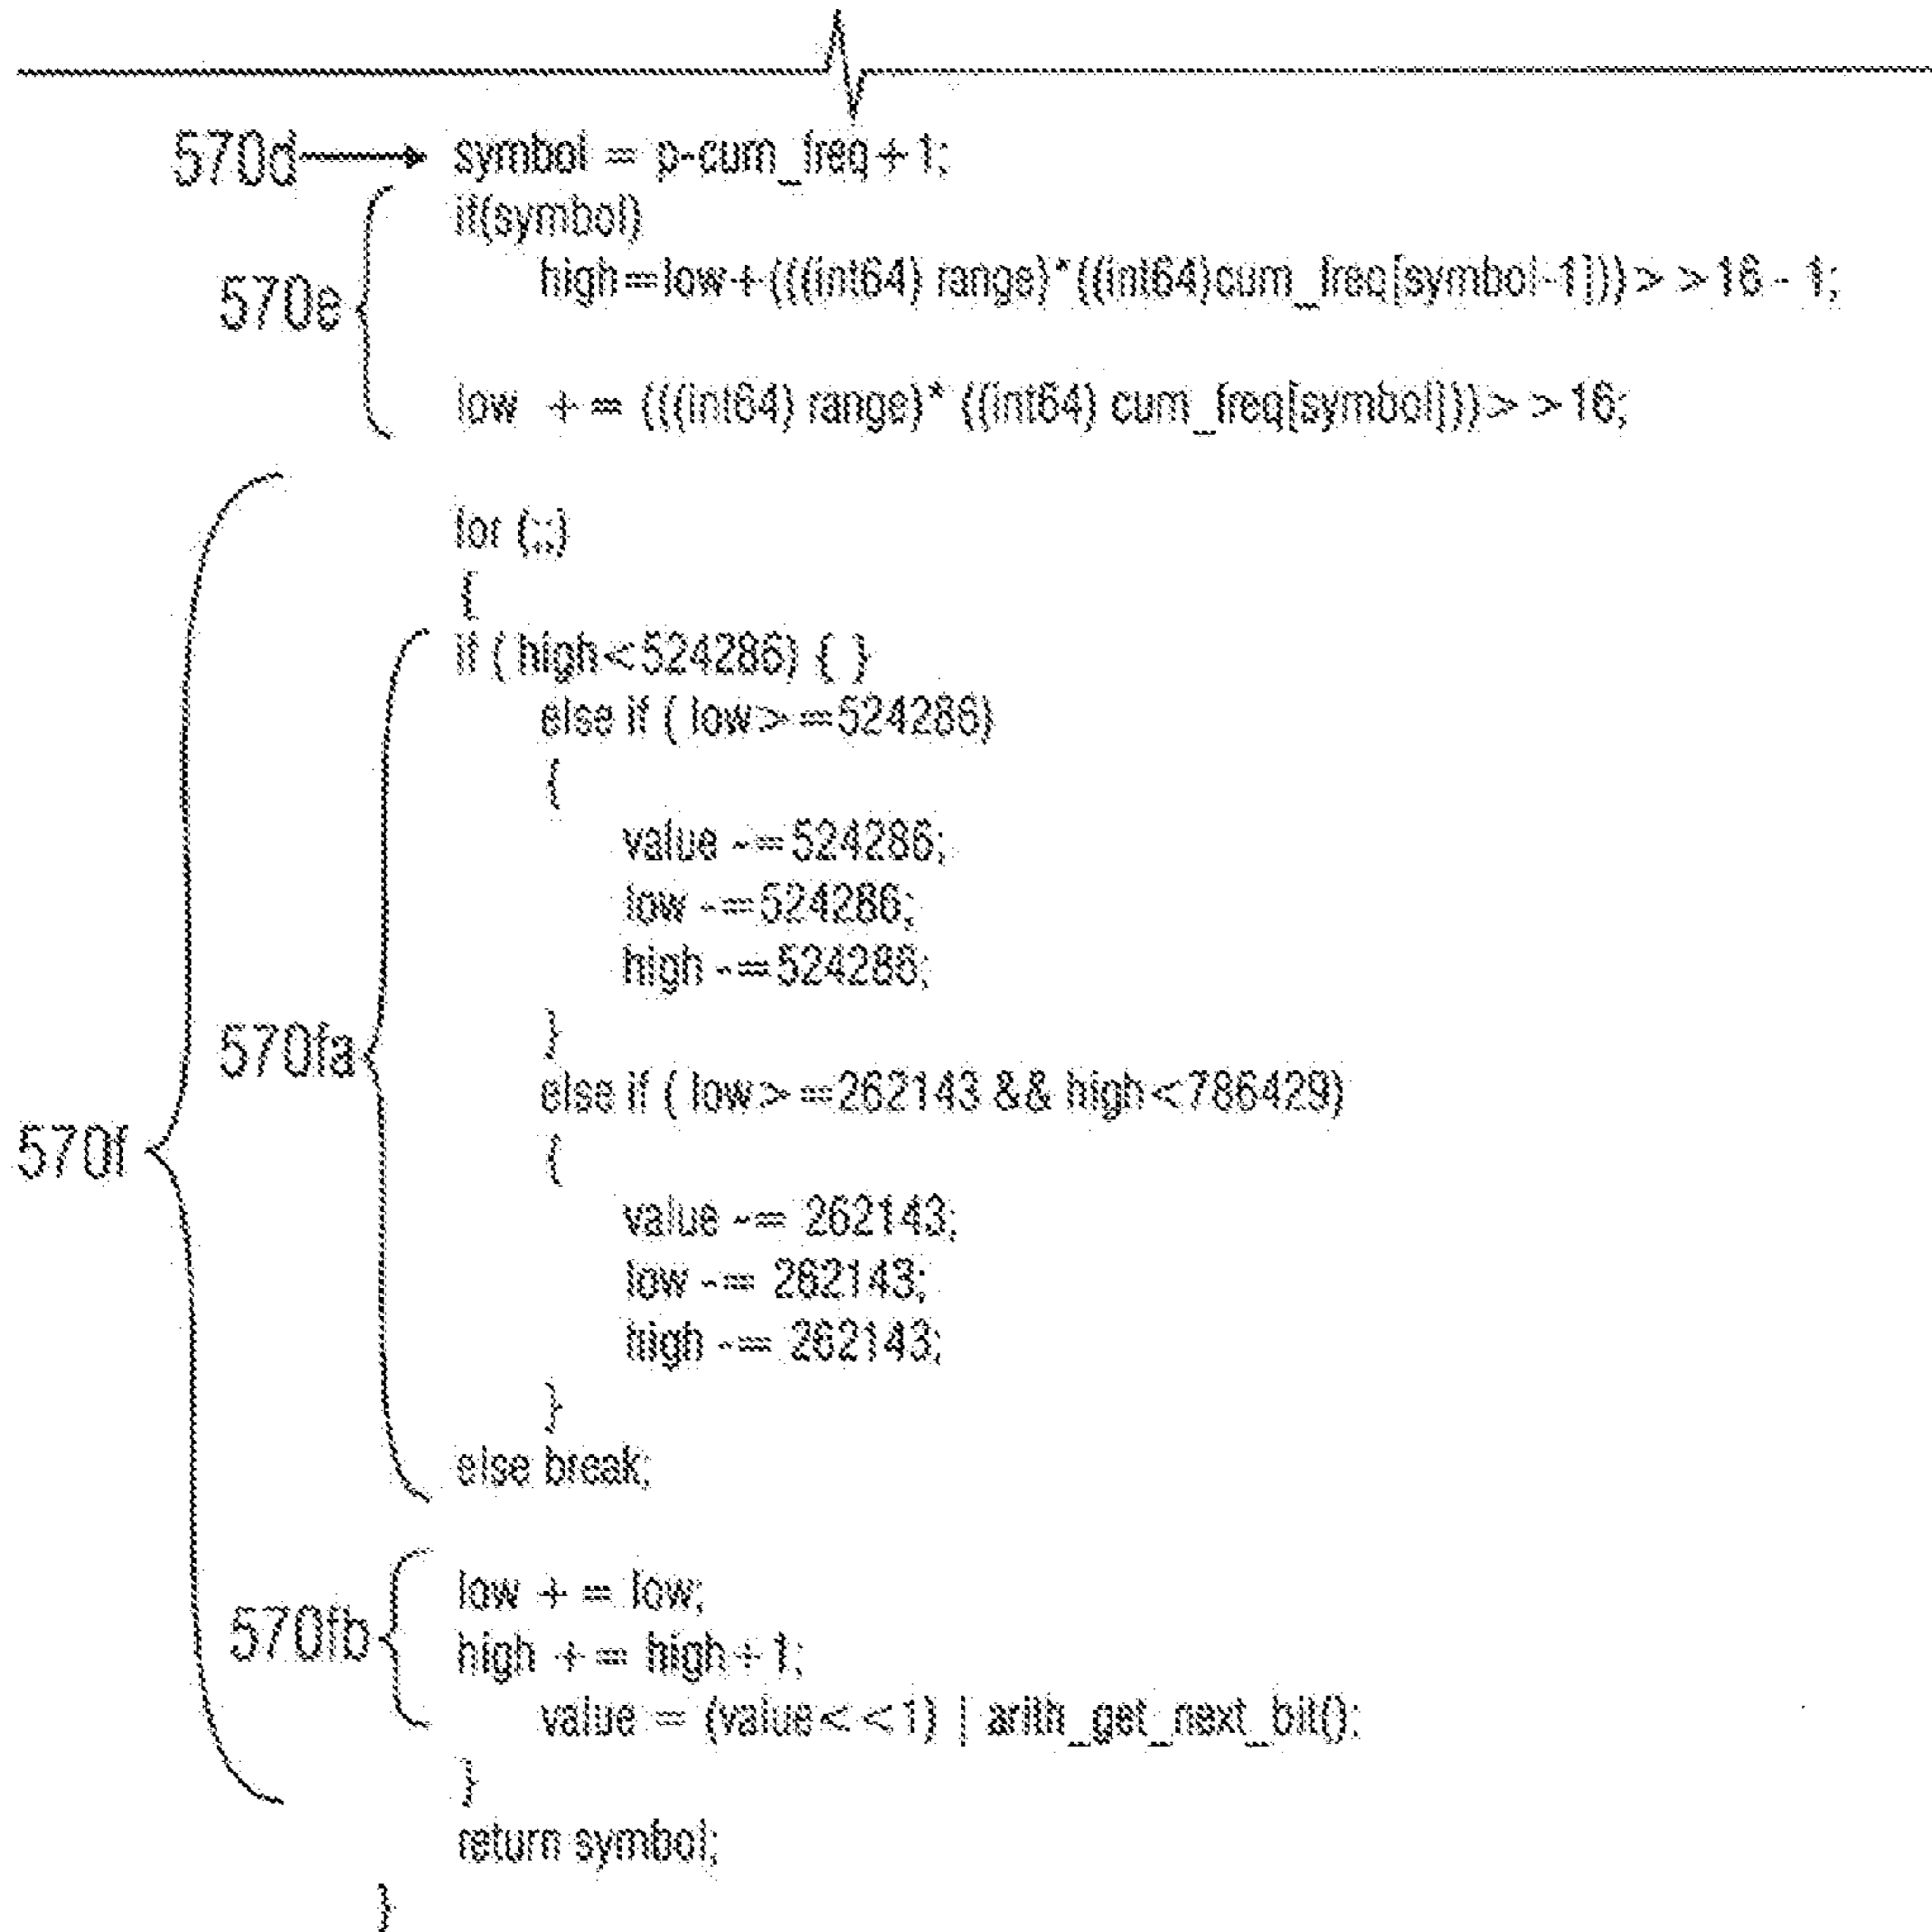 570d symbol = p-cum_freq+1;
if(symbol)
570e high=low+(((int64) range)*((int64)cum_freq[symbol-1]))> >16 - 1;
low + = (((int64) range)* ((int64) cum_freq[symbol]))> >16;
for (;;)
{
if ( high<524286) { }
else if ( low> =524286)
{
value -=524286;
low -=524286;
high -=524286;
}
570fa
else if ( low> =262143 && high<786429)
570f {
value -= 262143;
low -= 262143;
high -= 262143;
}
else break;
low + = low;
570fb high + = high+1;
value = (value< <1) | arith_get_next_bit();
}
return symbol;
}